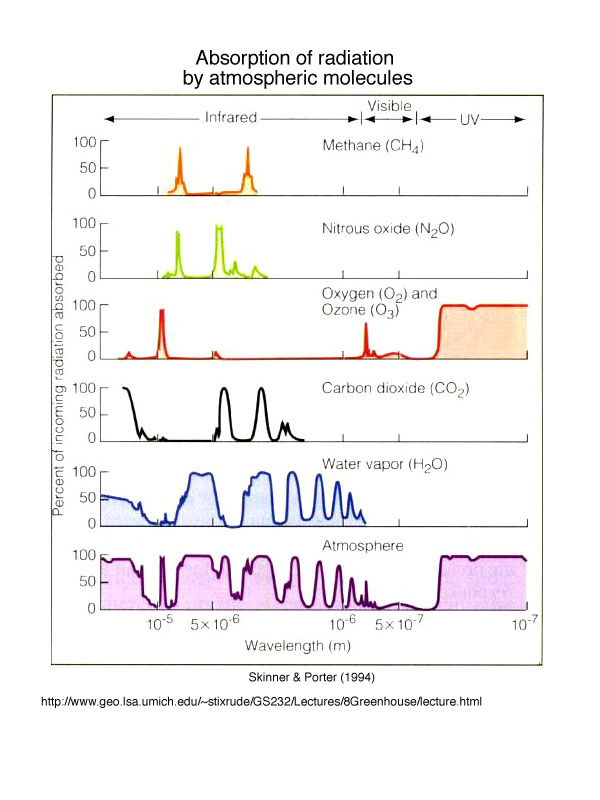 Absorption of radiation
by atmospheric molecules
Infrared
Visible
UV
Percent of incoming radiation absorbed
100
50
0
Methane (CH₄)
100
50
0
Nitrous oxide (N₂O)
100
50
0
Oxygen (O₂) and
Ozone (O₃)
100
50
0
Carbon dioxide (CO₂)
100
50
0
Water vapor (H₂O)
100
50
0
Atmosphere
10⁻⁵ 5×10⁻⁶ 10⁻⁶ 5×10⁻⁷ 10⁻⁷
Wavelength (m)
Skinner & Porter (1994)
http://www.geo.lsa.umich.edu/~stixrude/GS232/Lectures/8Greenhouse/lecture.html